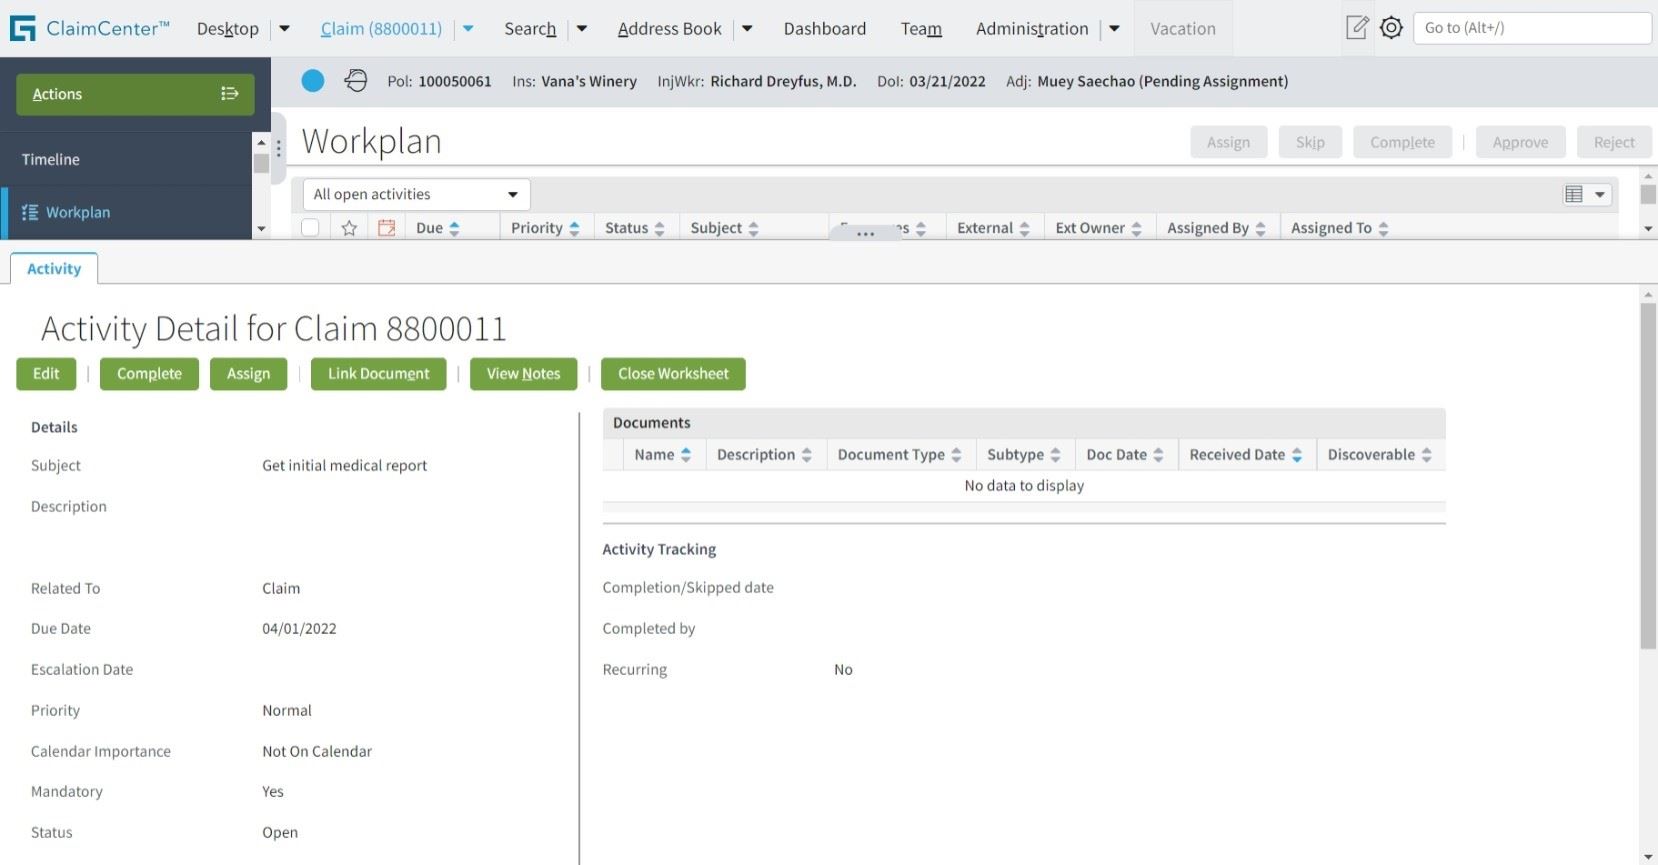 ClaimCenter™ Desktop Claim (8800011) Search Address Book Dashboard Team Administration Vacation Go to (Alt+/)
Actions
Pol: 100050061 Ins: Vana's Winery InjWkr: Richard Dreyfus, M.D. DoI: 03/21/2022 Adj: Muey Saechao (Pending Assignment)
Timeline
Workplan
Workplan
Assign Skip Complete Approve Reject
All open activities
Due Priority Status Subject External Ext Owner Assigned By Assigned To
Activity
Activity Detail for Claim 8800011
Edit Complete Assign Link Document View Notes Close Worksheet
Details
Subject Get initial medical report
Description
Related To Claim
Due Date 04/01/2022
Escalation Date
Priority Normal
Calendar Importance Not On Calendar
Mandatory Yes
Status Open
Documents
Name Description Document Type Subtype Doc Date Received Date Discoverable
No data to display
Activity Tracking
Completion/Skipped date
Completed by
Recurring No